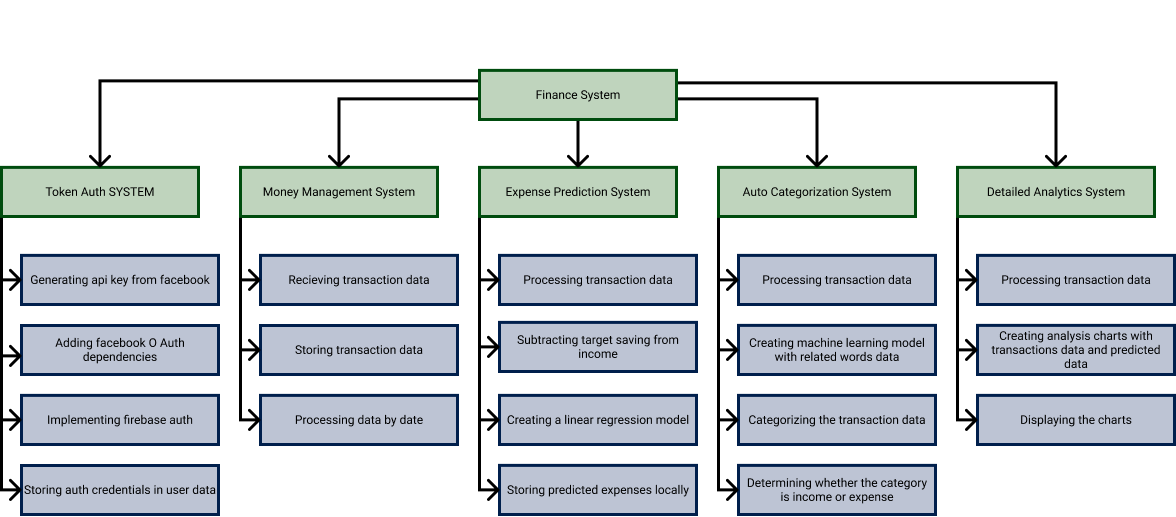 Finance System
Token Auth SYSTEM
Money Management System
Expense Prediction System
Auto Categorization System
Detailed Analytics System
Generating api key from facebook
Adding facebook O Auth
dependencies
Implementing firebase auth
Storing auth credentials in user data
Recieving transaction data
Storing transaction data
Processing data by date
Processing transaction data
Subtracting target saving from
income
Creating a linear regression model
Storing predicted expenses locally
Processing transaction data
Creating machine learning model
with related words data
Categorizing the transaction data
Determining whether the category
is income or expense
Processing transaction data
Creating analysis charts with
transactions data and predicted
data
Displaying the charts